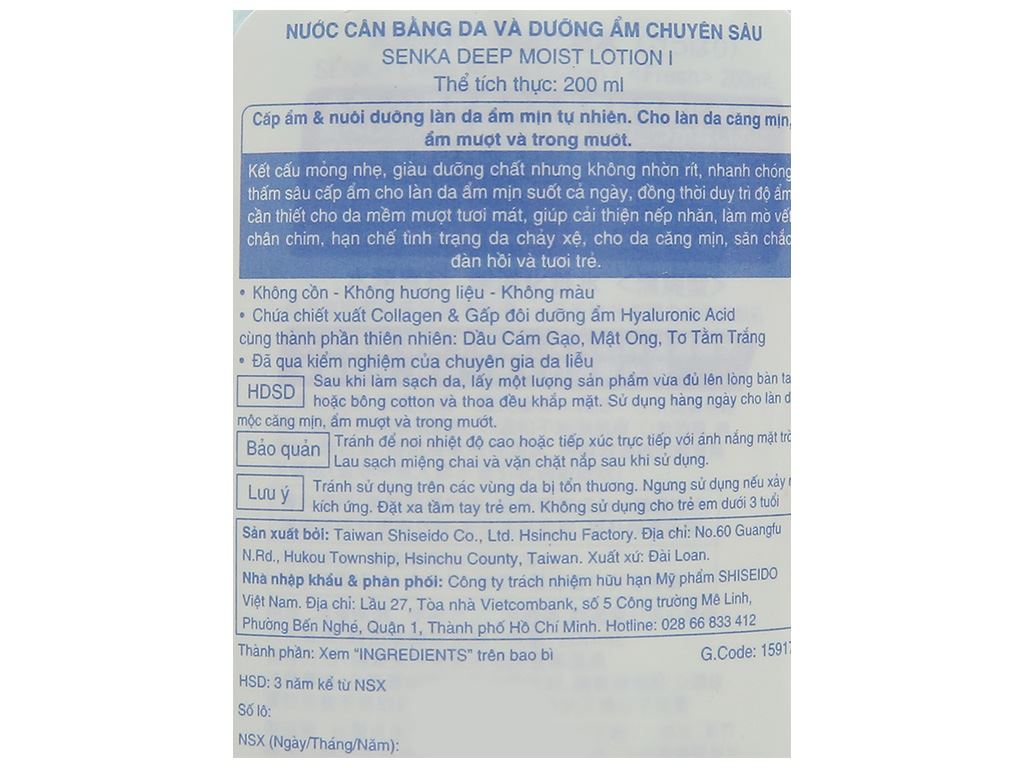 NƯỚC CÂN BẰNG DA VÀ DƯỠNG ẨM CHUYÊN SÂU
SENKA DEEP MOIST LOTION I
Thể tích thực: 200 ml
Cấp ẩm & nuôi dưỡng làn da ẩm mịn tự nhiên. Cho làn da căng mịn,
ẩm mượt và trong mướt.
Kết cấu mỏng nhẹ, giàu dưỡng chất nhưng không nhờn rít, nhanh chóng
thấm sâu cấp ẩm cho làn da ẩm mịn suốt cả ngày, đồng thời duy trì độ ẩm
cần thiết cho da mềm mượt tươi mát, giúp cải thiện nếp nhăn, làm mờ vết
chân chim, hạn chế tình trạng da chảy xệ, cho da căng mịn, săn chắc
đàn hồi và tươi trẻ.
• Không cồn - Không hương liệu - Không màu
• Chứa chiết xuất Collagen & Gấp đôi dưỡng ẩm Hyaluronic Acid
cùng thành phần thiên nhiên: Dầu Cám Gạo, Mật Ong, Tơ Tằm Trắng
• Đã qua kiểm nghiệm của chuyên gia da liễu
HDSD Sau khi làm sạch da, lấy một lượng sản phẩm vừa đủ lên lòng bàn ta
hoặc bông cotton và thoa đều khắp mặt. Sử dụng hàng ngày cho làn d
mộc căng mịn, ẩm mượt và trong mướt.
Bảo quản Tránh để nơi nhiệt độ cao hoặc tiếp xúc trực tiếp với ánh nắng mặt trờ
Lau sạch miệng chai và vặn chặt nắp sau khi sử dụng.
Lưu ý Tránh sử dụng trên các vùng da bị tổn thương. Ngưng sử dụng nếu xảy
kích ứng. Đặt xa tầm tay trẻ em. Không sử dụng cho trẻ em dưới 3 tuổi
Sản xuất bởi: Taiwan Shiseido Co., Ltd. Hsinchu Factory. Địa chỉ: No.60 Guangfu
N.Rd., Hukou Township, Hsinchu County, Taiwan. Xuất xứ: Đài Loan.
Nhà nhập khẩu & phân phối: Công ty trách nhiệm hữu hạn Mỹ phẩm SHISEIDO
Việt Nam. Địa chỉ: Lầu 27, Tòa nhà Vietcombank, số 5 Công trường Mê Linh,
Phường Bến Nghé, Quận 1, Thành phố Hồ Chí Minh. Hotline: 028 66 833 412
Thành phần: Xem "INGREDIENTS" trên bao bì G.Code: 15917
HSD: 3 năm kể từ NSX
Số lô:
NSX (Ngày/Tháng/Năm):